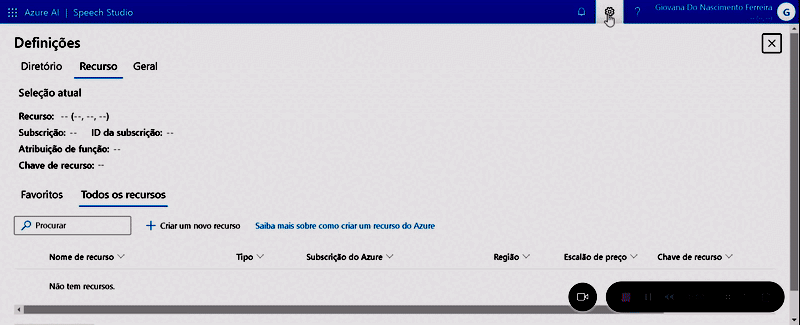 Azure AI | Speech Studio
? Giovana Do Nascimento Ferreira
G
Definições
Diretório Recurso Geral
Seleção atual
Recurso: -- (--, --, --)
Subscrição: -- ID da subscrição: --
Atribuição de função: --
Chave de recurso: --
Favoritos Todos os recursos
Procurar + Criar um novo recurso Saiba mais sobre como criar um recurso do Azure
Nome de recurso Tipo Subscrição do Azure Região Escalão de preço Chave de recurso
Não tem recursos.